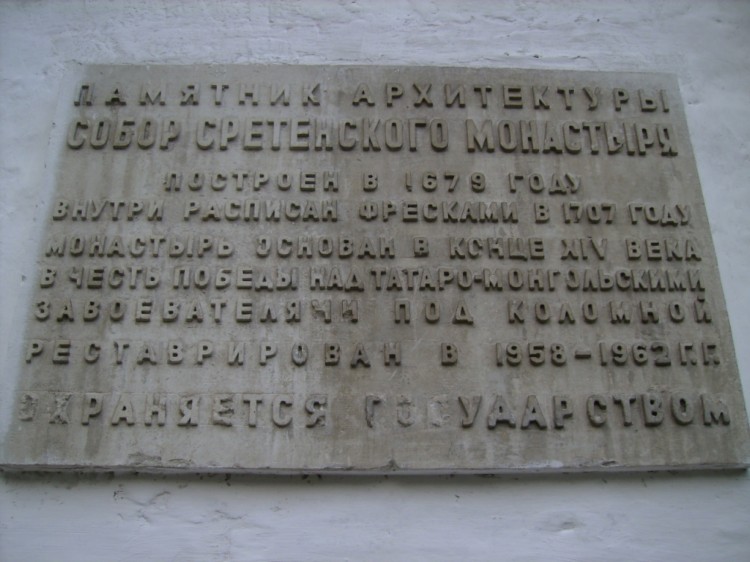 ПАМЯТНИК АРХИТЕКТУРЫ
СОБОР СРЕТЕНСКОГО МОНАСТЫРЯ
ПОСТРОЕН В 1679 ГОДУ
ВНУТРИ РАСПИСАН ФРЕСКАМИ В 1707 ГОДУ
МОНАСТЫРЬ ОСНОВАН В КОНЦЕ XIV ВЕКА
В ЧЕСТЬ ПОБЕДЫ НАД ТАТАРО-МОНГОЛЬСКИМИ
ЗАВОЕВАТЕЛЯМИ ПОД КОЛОМНОЙ
РЕСТАВРИРОВАН В 1958-1962 Г.Г.
ОХРАНЯЕТСЯ ГОСУДАРСТВОМ